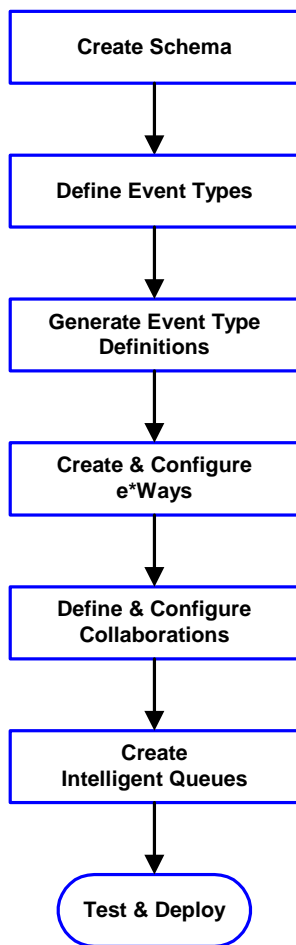 Create Schema
Define Event Types
Generate Event Type
Definitions
Create & Configure
e*Ways
Define & Configure
Collaborations
Create
Intelligent Queues
Test & Deploy